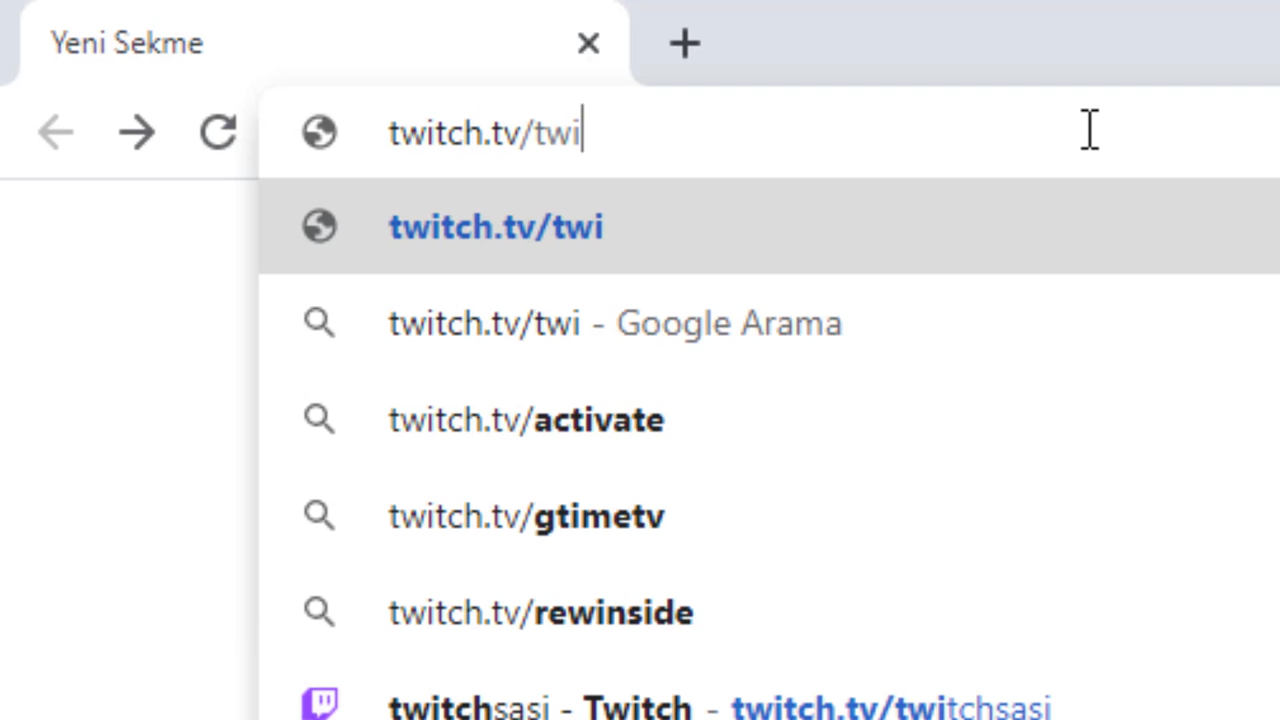 Yeni Sekme
twitch.tv/twi
twitch.tv/twi
twitch.tv/twi - Google Arama
twitch.tv/activate
twitch.tv/gtimetv
twitch.tv/rewinside
twitchsasi - Twitch - twitch.tv/twitchsasi